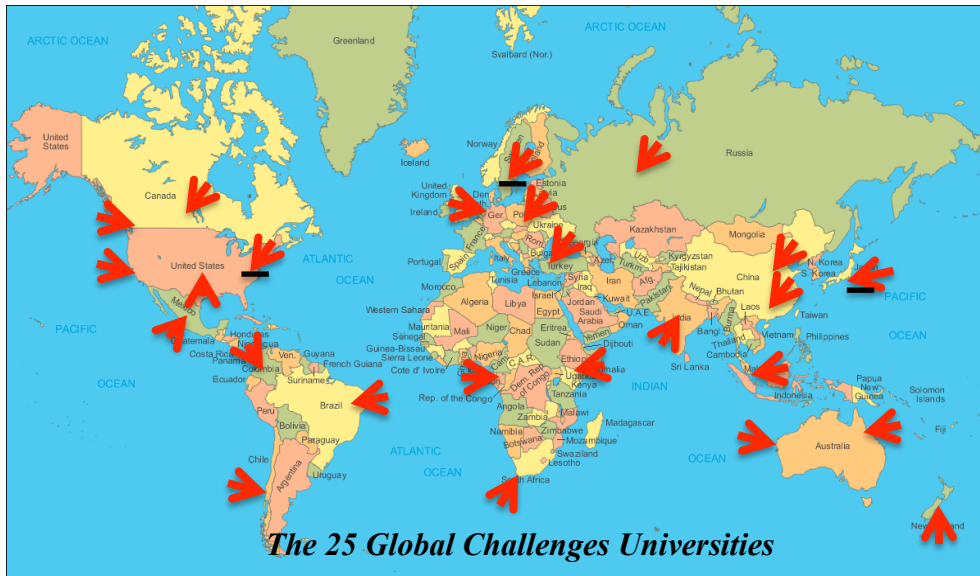 ARCTIC OCEAN
Greenland
Svalbard (Nor.)
ARCTIC OCEAN
United
States
Iceland
Norway
Russia
Canada
United
Kingdom
Estonia
Ireland
Ger.
Ukraine
Kazakhstan
Mongolia
United States
ATLANTIC
OCEAN
France
Portugal
Spain
Italy
Rom.
Greece
Turkey
Azer.
Uzb.
Turkm.
Kyrgyzstan
Tajikistan
China
N. Korea
S. Korea
PACIFIC
OCEAN
Morocco
Tunisia
Lebanon
Israel
Syria
Iraq
Iran
Afg.
Pakistan
Nepal
Bhutan
Western Sahara
Algeria
Libya
Egypt
Jordan
Kuwait
Saudi
Arabia
U.A.E.
Oman
India
Bangl
Burma
Laos
Taiwan
Mexico
Honduras
Nicaragua
Costa Rica
Panama
Mauritania
Senegal
Mali
Niger
Chad
Sudan
Eritrea
Yemen
Djibouti
Thailand
Vietnam
Cambodia
Philippines
PACIFIC
OCEAN
Ven.
Guyana
French Guiana
Suriname
Colombia
Ecuador
Guinea-Bissau
Sierra Leone
Cote d' Ivoire
Nigeria
C.A.R.
Ethiopia
Kenya
Sri Lanka
Indonesia
Papua
New
Guinea
Solomon
Islands
Peru
Brazil
Bolivia
Rep. of the Congo
Dem. Rep
of Congo
Tanzania
INDIAN
OCEAN
Angola
Zambia
Malawi
Mozambique
Madagascar
Fiji
Paraguay
Chile
Argentina
Uruguay
ATLANTIC
OCEAN
Namibia
Botswana
Zimbabwe
Swaziland
Lesotho
South Africa
Australia
The 25 Global Challenges Universities